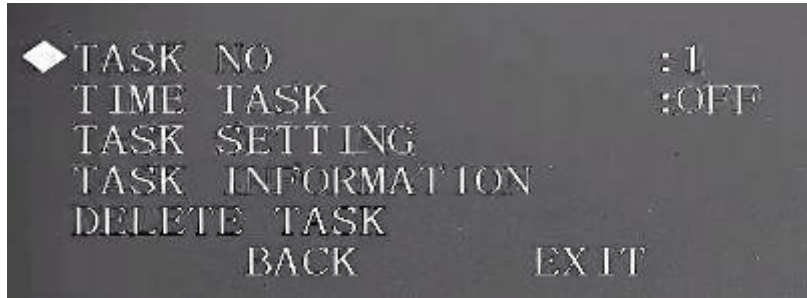 TASK NO :1
TIME TASK :OFF
TASK SETTING
TASK INFORMATION
DELETE TASK
BACK EXIT